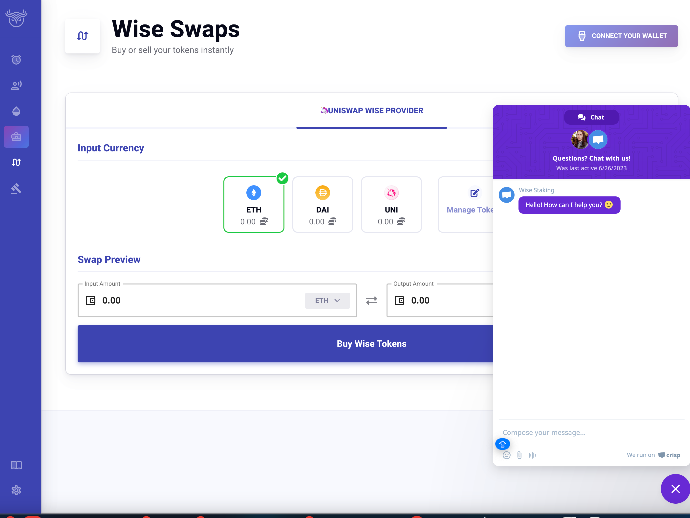 Wise Swaps
Buy or sell your tokens instantly
CONNECT YOUR WALLET
UNISWAP WISE PROVIDER
Input Currency
ETH
0.00
DAI
0.00
UNI
0.00
Swap Preview
Input Amount
0.00
ETH
Output Amount
0.00
Buy Wise Tokens
Chat
Questions? Chat with us!
Was last active 6/26/2023
Wise Staking
Hello! How can I help you?
Compose your message...
We run on crisp